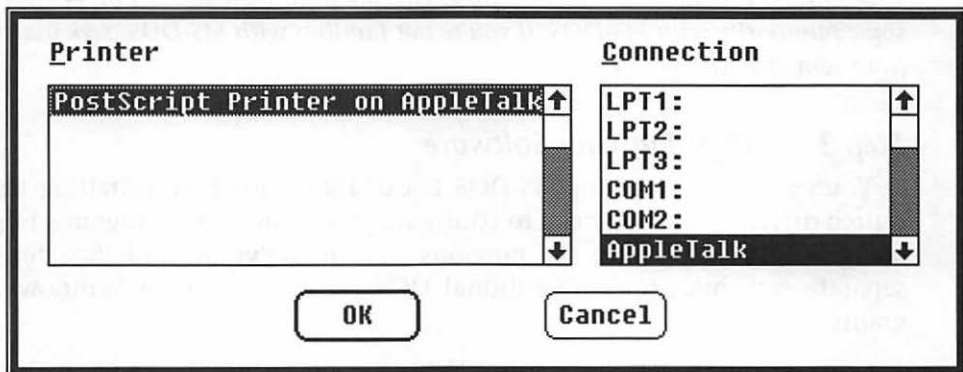 Printer
Connection
PostScript Printer on AppleTalk
LPT1:
LPT2:
LPT3:
COM1:
COM2:
AppleTalk
OK
Cancel